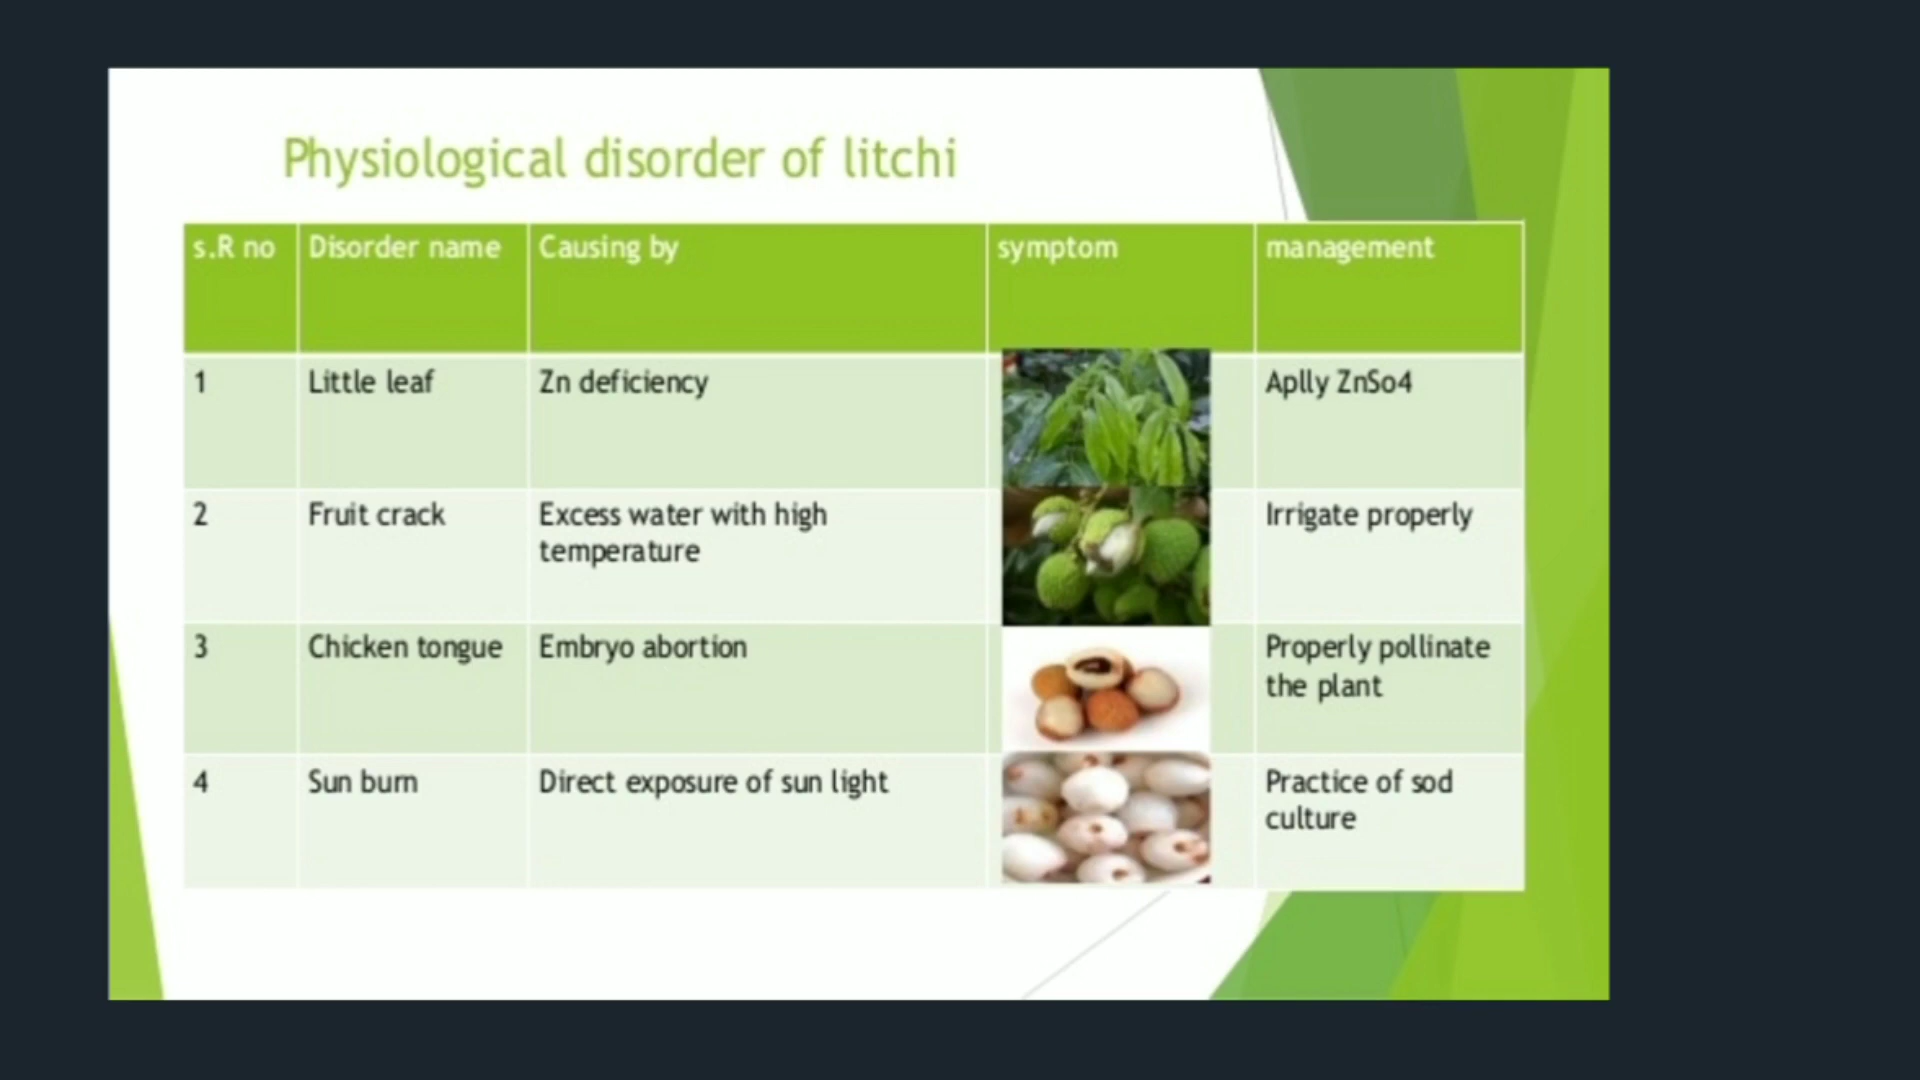 Physiological disorder of litchi
s.R no Disorder name Causing by symptom management
1 Little leaf Zn deficiency Aplly ZnSo4
2 Fruit crack Excess water with high Irrigate properly
temperature
3 Chicken tongue Embryo abortion Properly pollinate
the plant
4 Sun burn Direct exposure of sun light Practice of sod
culture